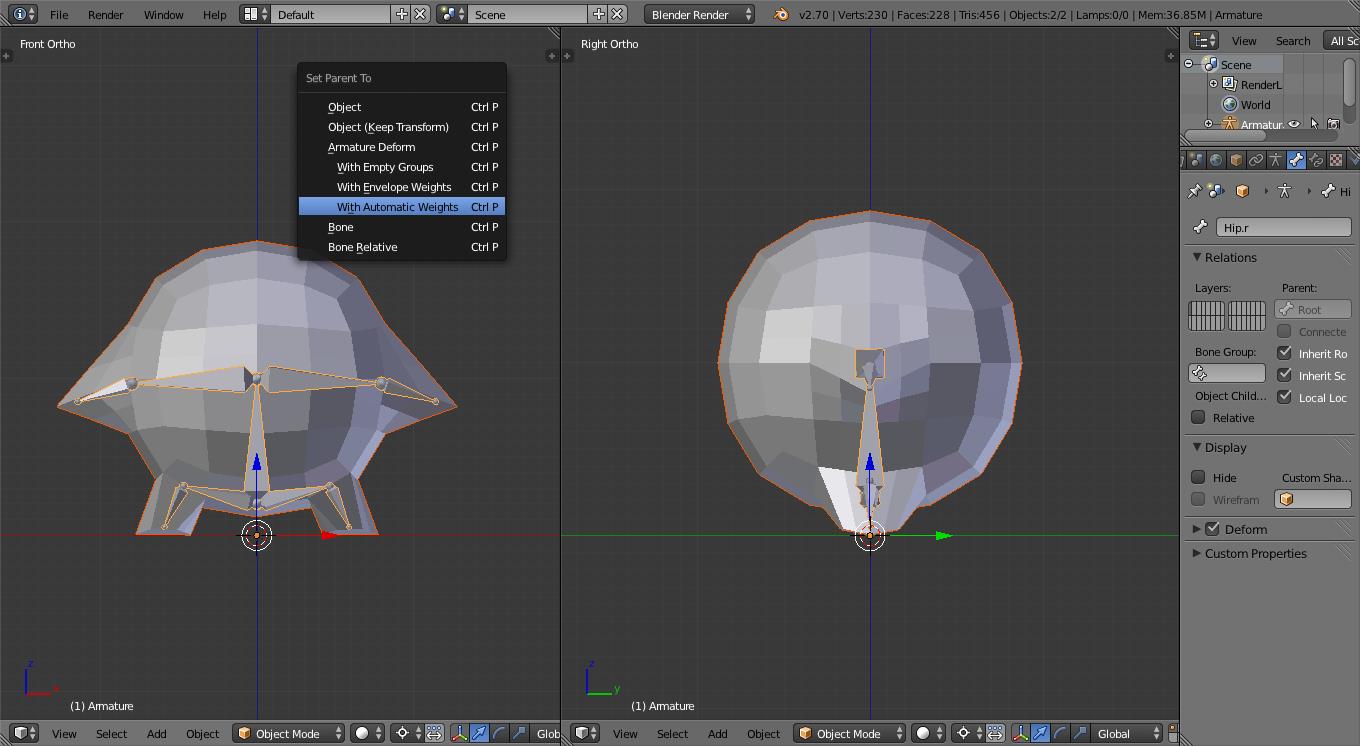 File Render Window Help Default Scene Blender Render v2.70 | Verts:230 | Faces:228 | Tris:456 | Objects:2/2 | Lamps:0/0 | Mem:36.85M | Armature
Front Ortho
Set Parent To
Object Ctrl P
Object (Keep Transform) Ctrl P
Armature Deform Ctrl P
With Empty Groups Ctrl P
With Envelope Weights Ctrl P
With Automatic Weights Ctrl P
Bone Ctrl P
Bone Relative Ctrl P
z
x
(1) Armature
View Select Add Object Object Mode Glob
Right Ortho
z
y
(1) Armature
View Select Add Object Object Mode Global
View Search All Sc
Scene
RenderL
World
Armatur
Hi
Hip.r
Relations
Layers: Parent:
Root
Connecte
Bone Group: Inherit Ro
Inherit Sc
Object Child... Local Loc
Relative
Display
Hide Custom Sha...
Wirefram
Deform
Custom Properties